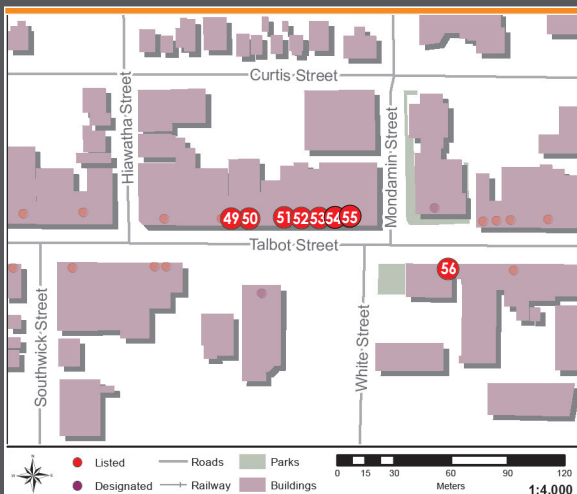 Curtis Street
Hiawatha Street
Mondamin Street
49 50 51 52 53 54 55
Talbot Street
56
Southwick Street
White Street
N
Listed
Designated
Roads
Railway
Parks
Buildings
0 15 30 60 90 120
Meters
1:4,000